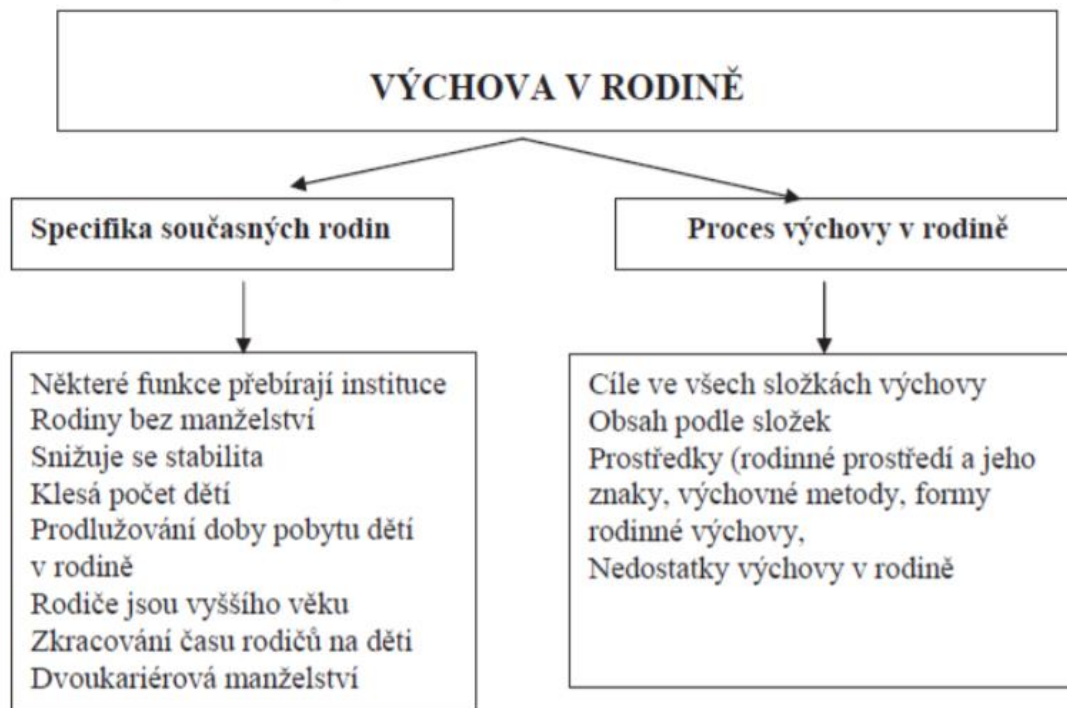 VÝCHOVA V RODINĚ
Specifika současných rodin
Proces výchovy v rodině
Některé funkce přebírají instituce
Rodiny bez manželství
Snižuje se stabilita
Klesá počet dětí
Prodlužování doby pobytu dětí
v rodině
Rodiče jsou vyššího věku
Zkracování času rodičů na děti
Dvoukariérová manželství
Cíle ve všech složkách výchovy
Obsah podle složek
Prostředky (rodinné prostředí a jeho
znaky, výchovné metody, formy
rodinné výchovy,
Nedostatky výchovy v rodině